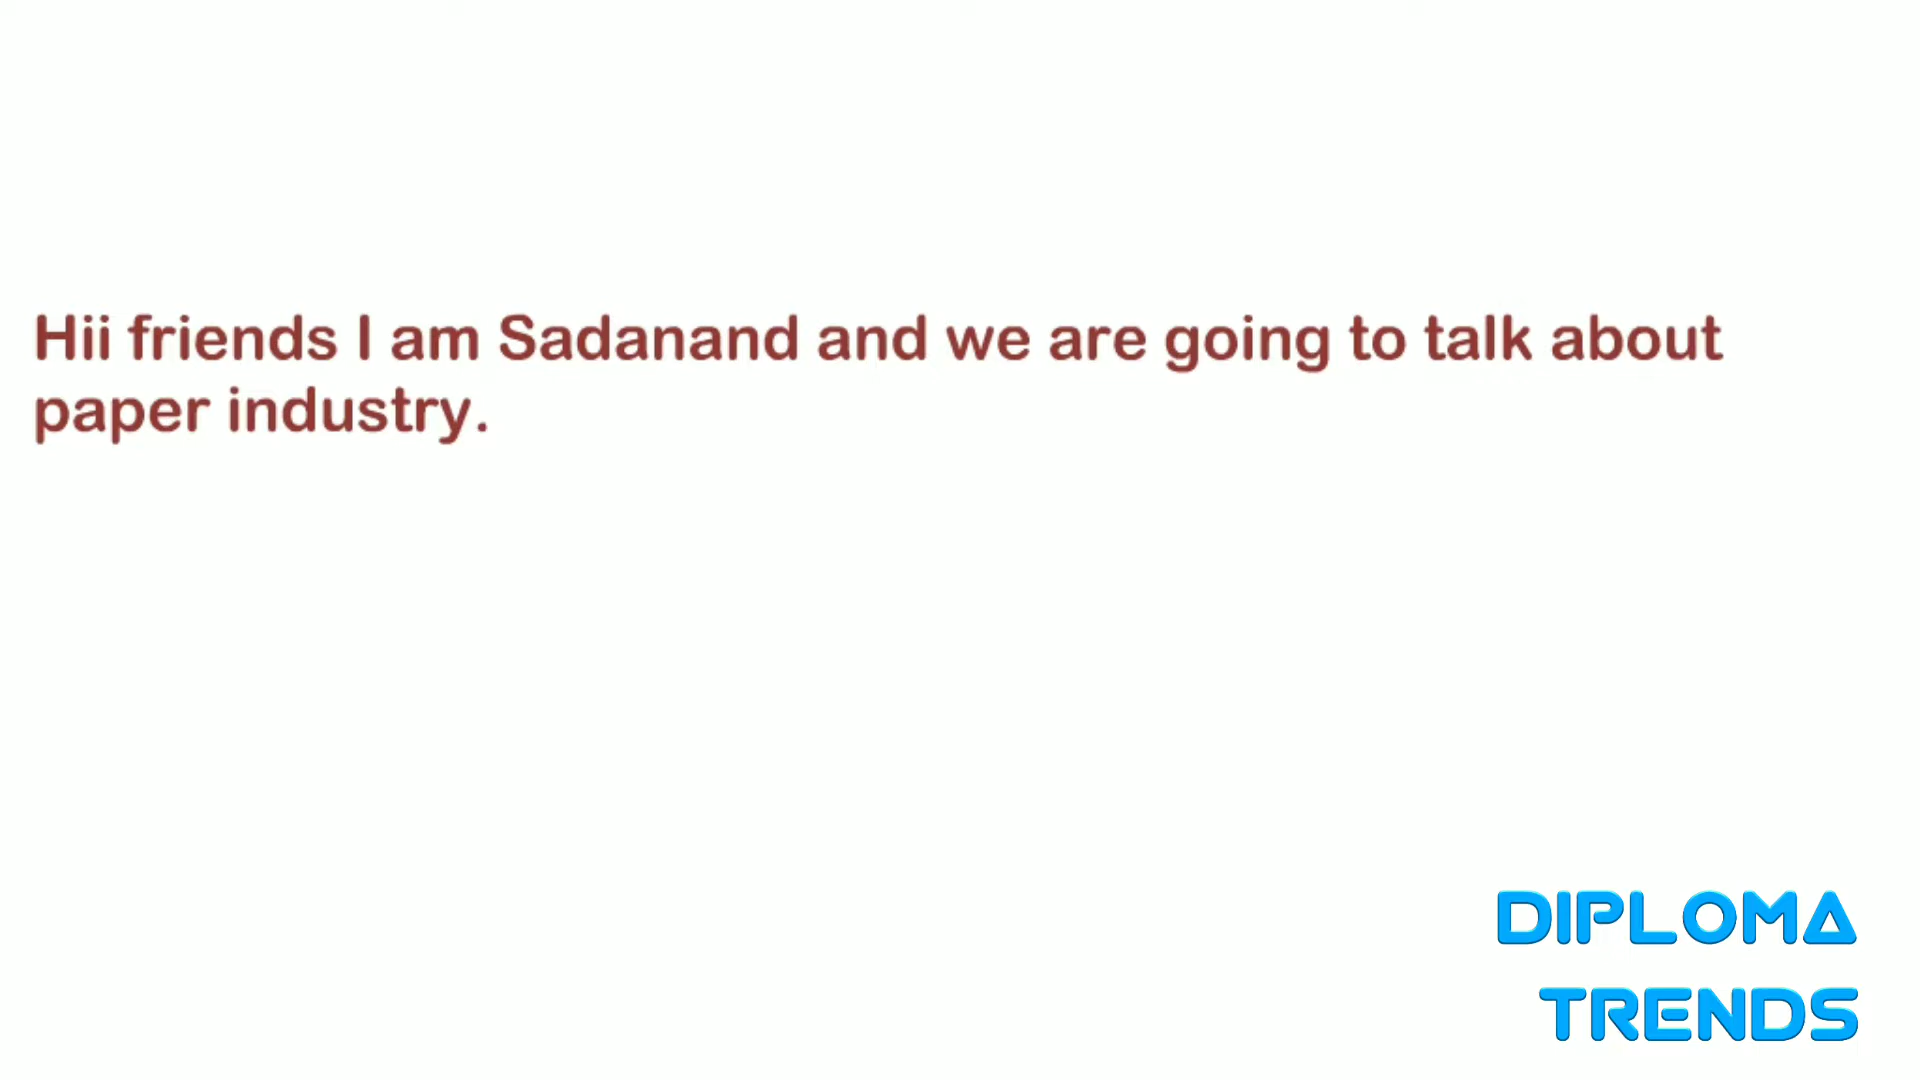 Hii friends I am Sadanand and we are going to talk about
paper industry.
DIPLOMA
TRENDS